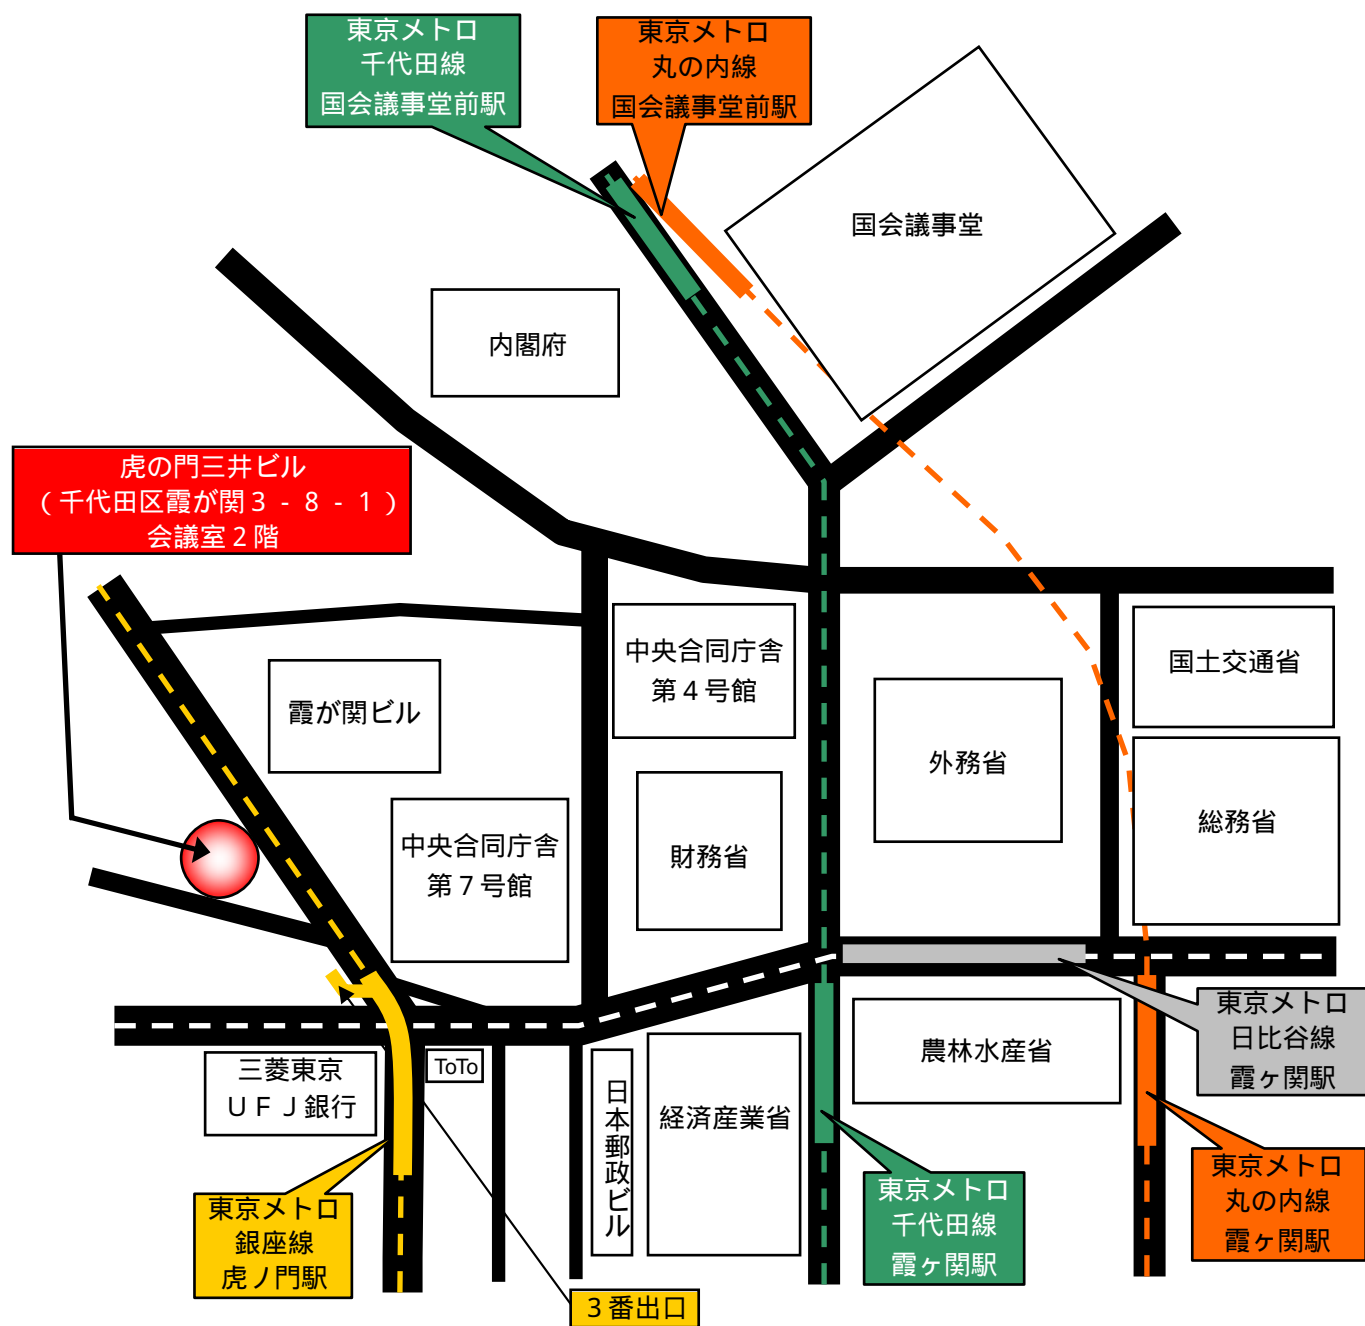 東京メトロ
千代田線
国会議事堂前駅
東京メトロ
丸の内線
国会議事堂前駅
国会議事堂
内閣府
虎の門三井ビル
(千代田区霞が関3-8-1)
会議室2階
中央合同庁舎
第4号館
国土交通省
霞が関ビル
外務省
総務省
中央合同庁舎
第7号館
財務省
東京メトロ
日比谷線
霞ヶ関駅
農林水産省
三菱東京
UFJ銀行
ToTo
日本郵政ビル
経済産業省
東京メトロ
銀座線
虎ノ門駅
東京メトロ
千代田線
霞ヶ関駅
東京メトロ
丸の内線
霞ヶ関駅
3番出口